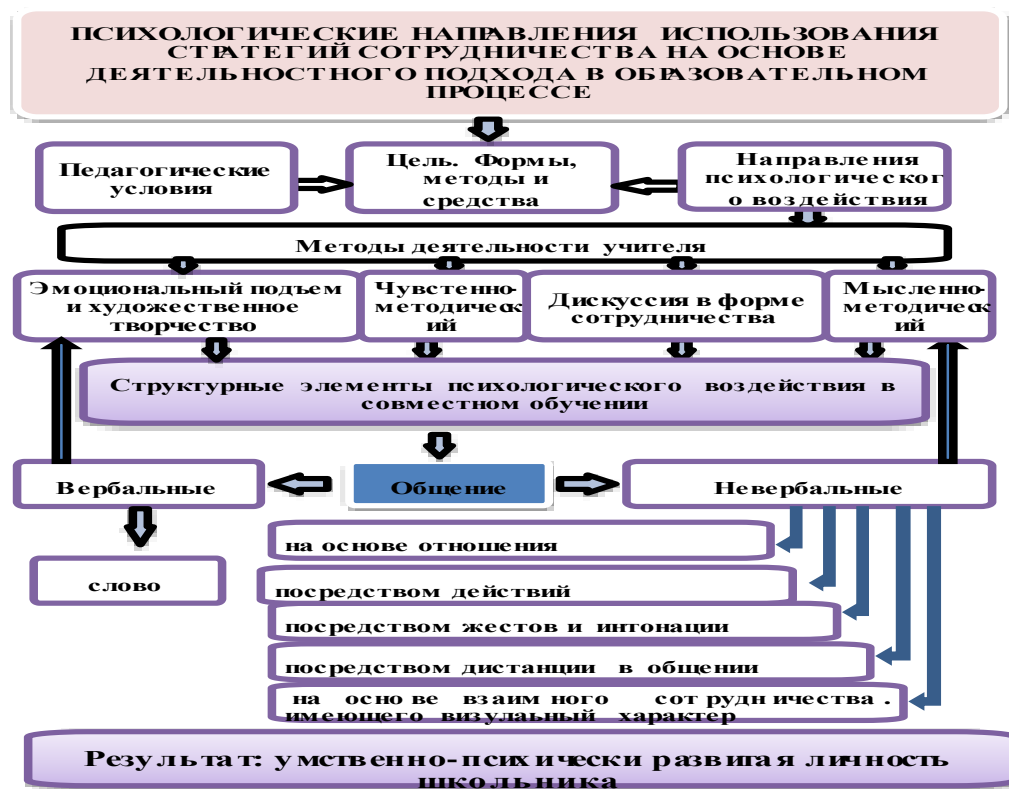 ПСИХОЛОГИЧЕСКИЕ НАПРАВЛЕНИЯ ИСПОЛЬЗОВАНИЯ
СТРАТЕГИЙ СОТРУДНИЧЕСТВА НА ОСНОВЕ
ДЕЯТЕЛЬНОСТНОГО ПОДХОДА В ОБРАЗОВАТЕЛЬНОМ
ПРОЦЕССЕ
Педагогические
условия
Цель. Формы,
методы и
средства
Направления
психологическог
о воздействия
Методы деятельности учителя
Эмоциональный подъем
и художественное
творчество
Чувстенно-
методическ
ий
Дискуссия в форме
сотрудничества
Мысленно-
методическ
ий
Структурные элементы психологического воздействия в
совместном обучении
Вербальные
Общение
Невербальные
слово
на основе отношения
посредством действий
посредством жестов и интонации
посредством дистанции в общении
на основе взаимного сотрудничества.
имеющего визулаьный характер
Результат: умственно-психически развитая личность
школьника